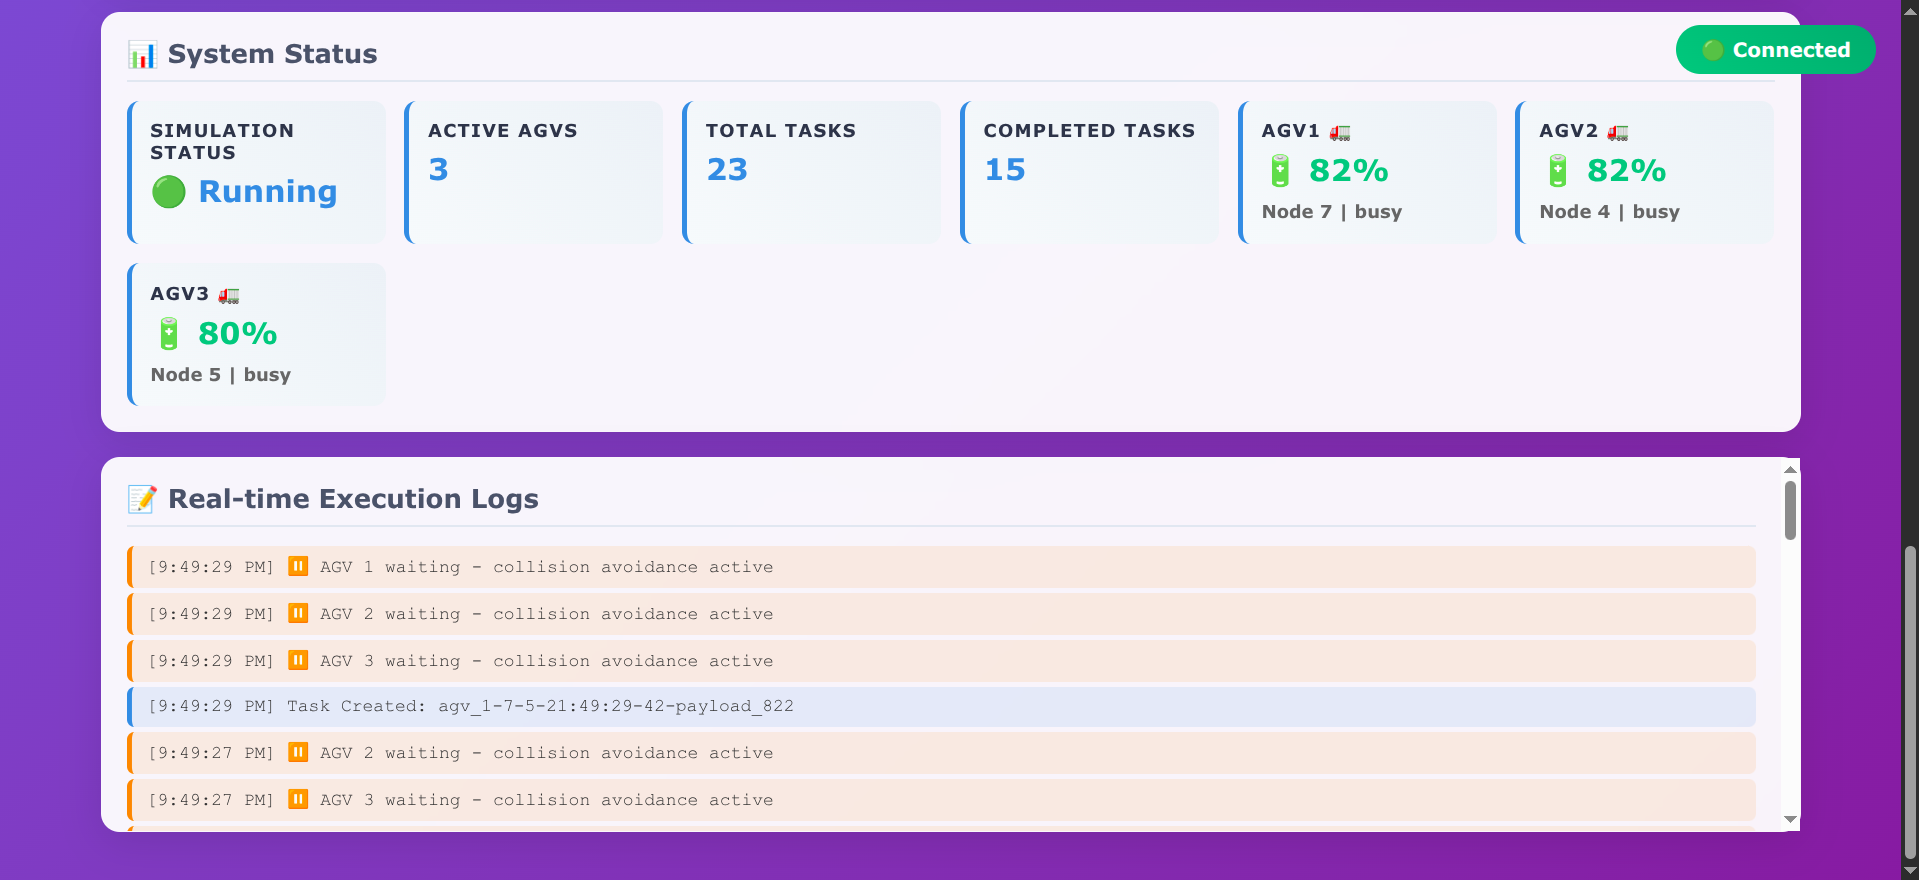 System Status
Connected
SIMULATION
STATUS
Running
ACTIVE AGVS
3
TOTAL TASKS
23
COMPLETED TASKS
15
AGV1
82%
Node 7 | busy
AGV2
82%
Node 4 | busy
AGV3
80%
Node 5 | busy
Real-time Execution Logs
[9:49:29 PM] ⏸️ AGV 1 waiting - collision avoidance active
[9:49:29 PM] ⏸️ AGV 2 waiting - collision avoidance active
[9:49:29 PM] ⏸️ AGV 3 waiting - collision avoidance active
[9:49:29 PM] Task Created: agv_1-7-5-21:49:29-42-payload_822
[9:49:27 PM] ⏸️ AGV 2 waiting - collision avoidance active
[9:49:27 PM] ⏸️ AGV 3 waiting - collision avoidance active